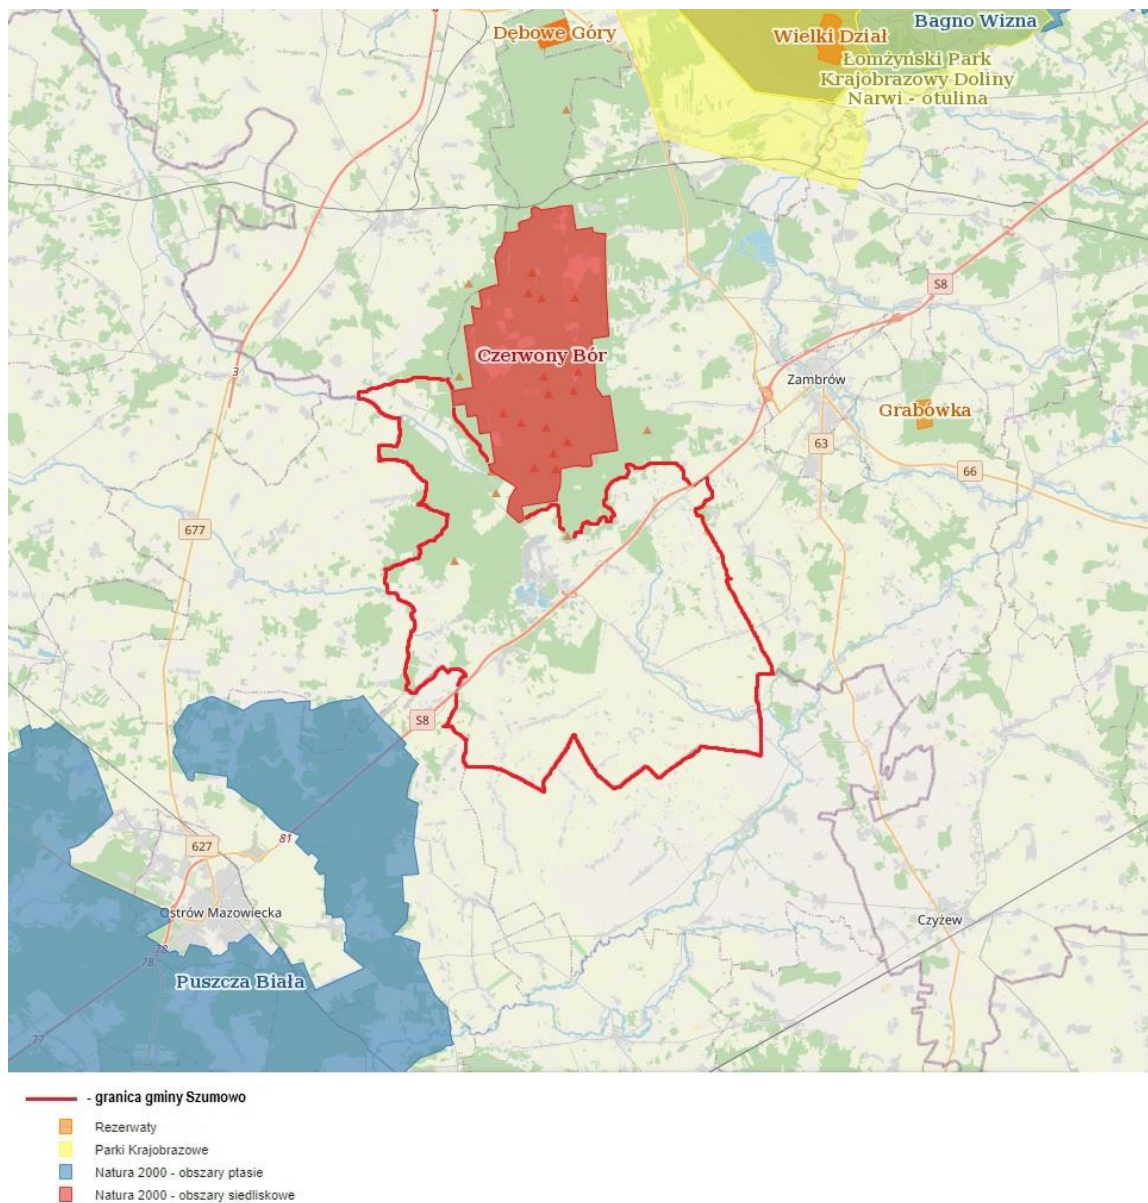 Bagno Wizna
Dębowe Góry
Wielki Dział
Łomżyński Park
Krajobrazowy Doliny
Narwi - otulina
S8
Czerwony Bór
3
Zambrów
Grabówka
63
66
677
S8
81
627
Ostrów Mazowiecka
Czyżew
78
78
Puszcza Biała
77
- granica gminy Szumowo
Rezerwaty
Parki Krajobrazowe
Natura 2000 - obszary ptasie
Natura 2000 - obszary siedliskowe